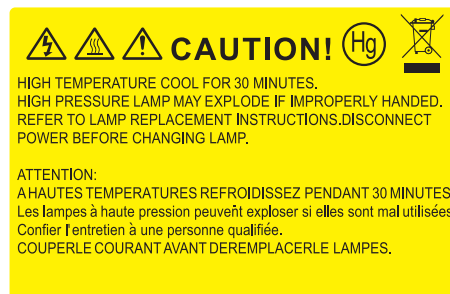 CAUTION! Hg
HIGH TEMPERATURE COOL FOR 30 MINUTES.
HIGH PRESSURE LAMP MAY EXPLODE IF IMPROPERLY HANDED.
REFER TO LAMP REPLACEMENT INSTRUCTIONS.DISCONNECT
POWER BEFORE CHANGING LAMP.
ATTENTION:
A HAUTES TEMPERATURES REFROIDISSEZ PENDANT 30 MINUTES
Les lampes à haute pression peuvent exploser si elles sont mal utilisées
Confier l'entretien à une personne qualifiée.
COUPERLE COURANT AVANT DEREMPLACERLE LAMPES.